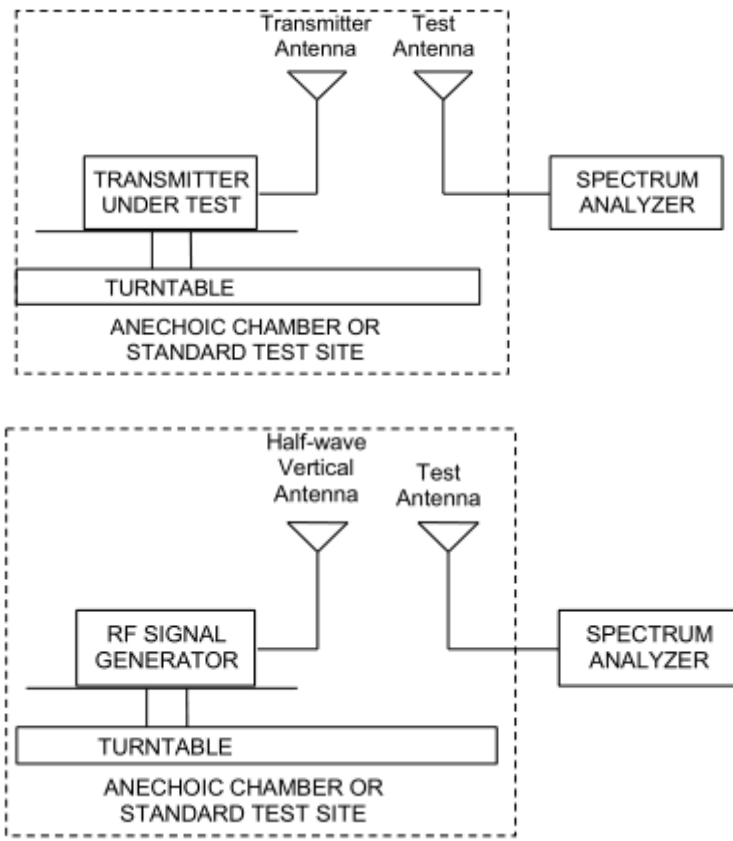 Transmitter
Antenna
Test
Antenna
TRANSMITTER
UNDER TEST
SPECTRUM
ANALYZER
TURNTABLE
ANECHOIC CHAMBER OR
STANDARD TEST SITE
Half-wave
Vertical
Antenna
Test
Antenna
RF SIGNAL
GENERATOR
SPECTRUM
ANALYZER
TURNTABLE
ANECHOIC CHAMBER OR
STANDARD TEST SITE